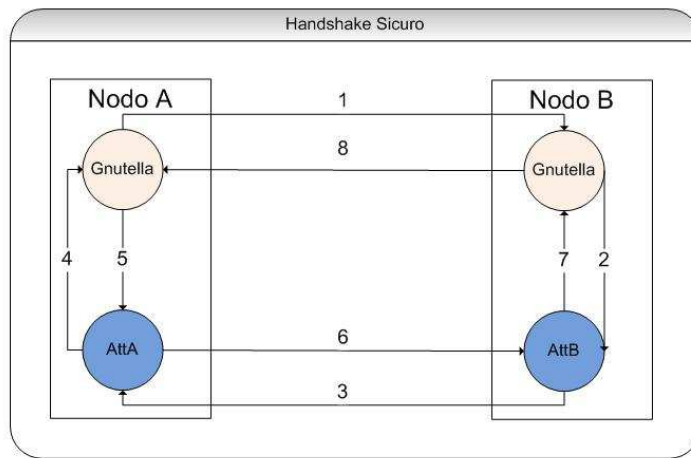 Handshake Sicuro
Nodo A
1
Nodo B
Gnutella
8
Gnutella
4
5
7
2
AttA
6
AttB
3